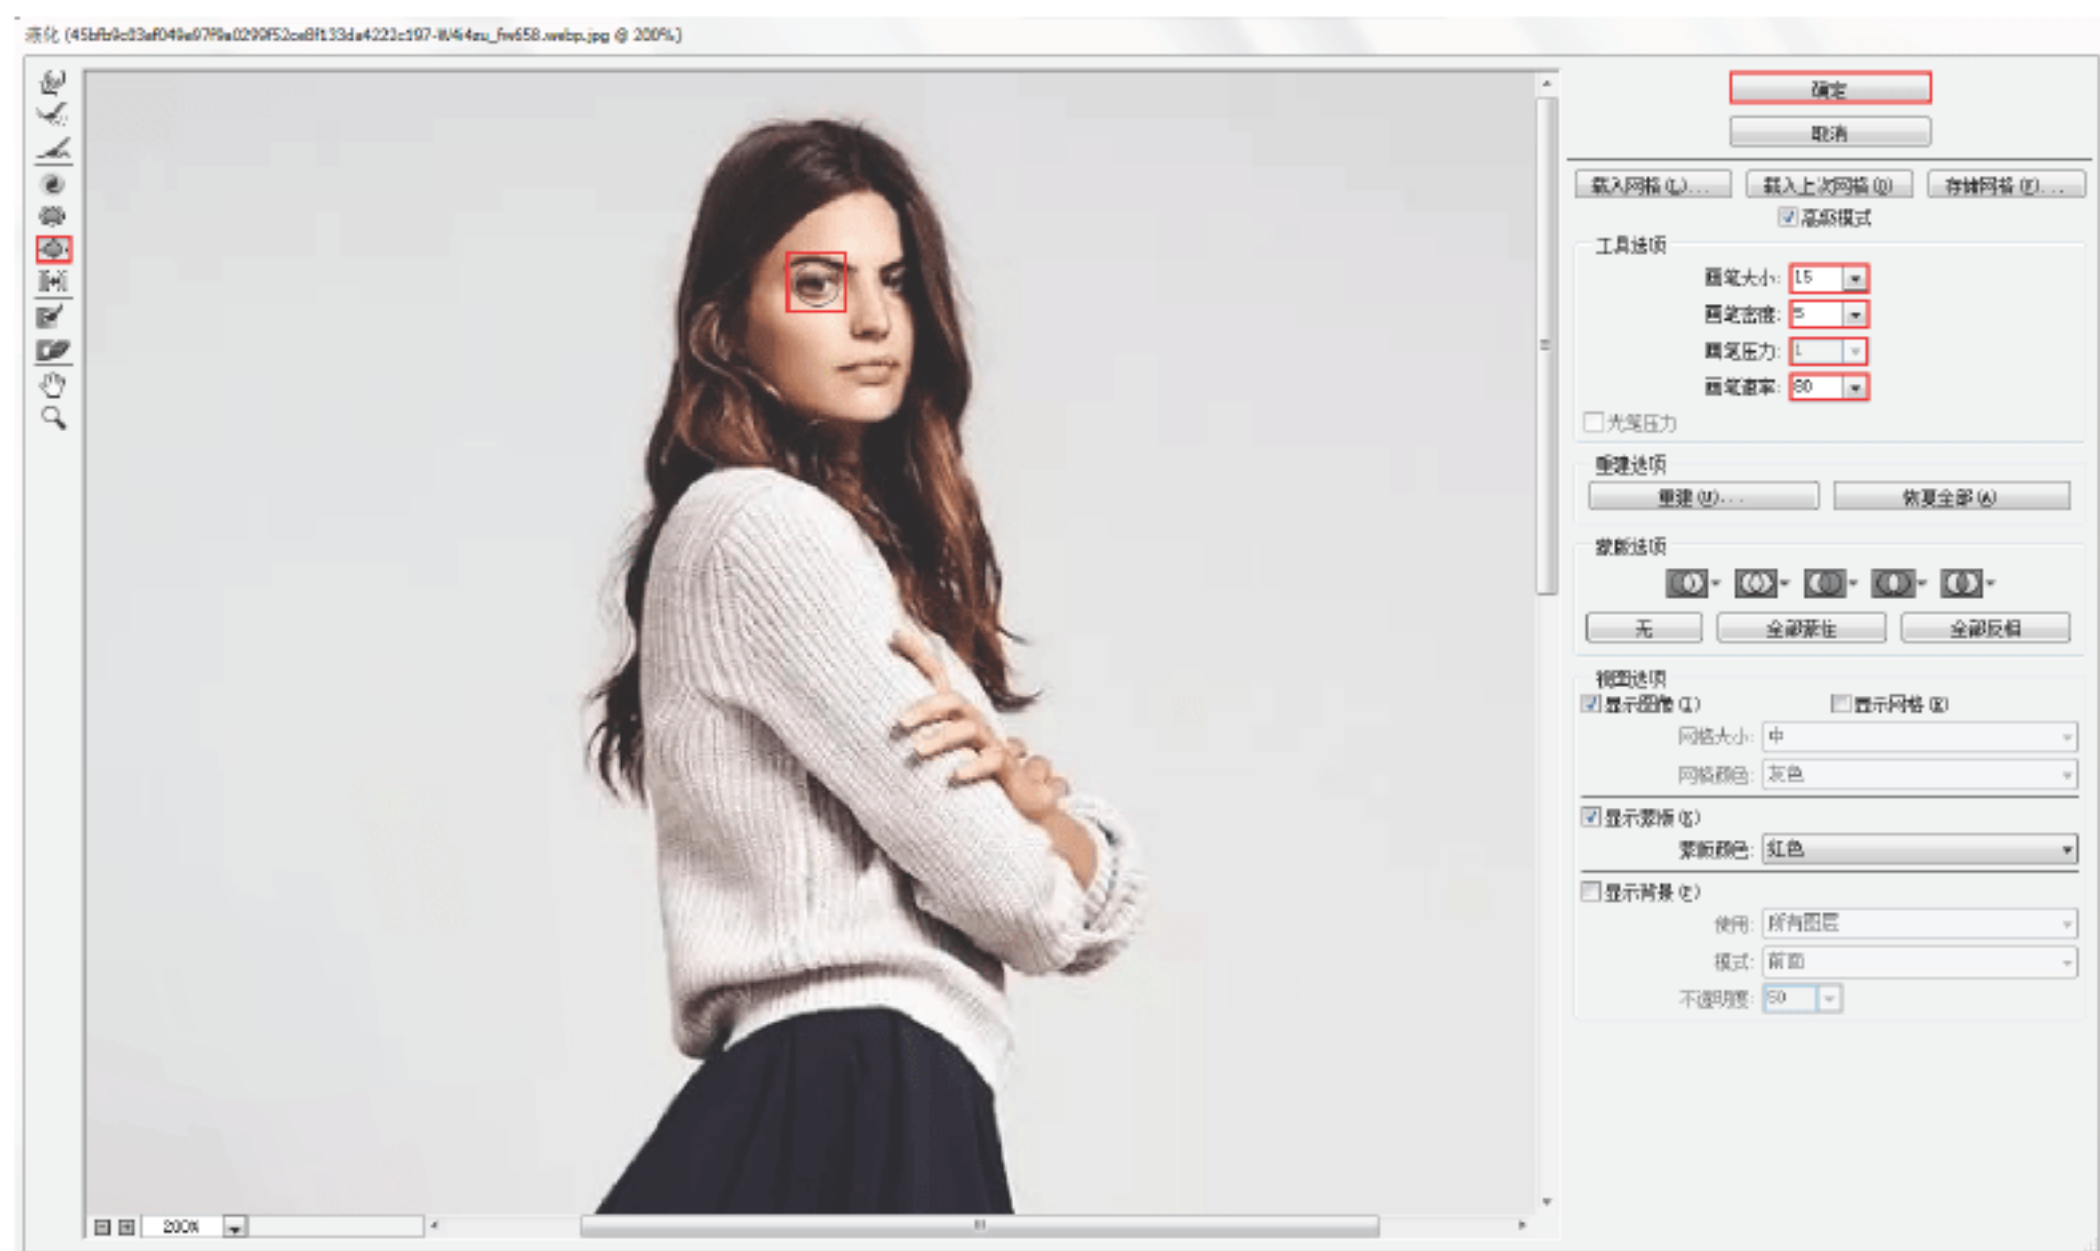 液化 (45bfb9c03af049a97f9a0299f52ce8f133da4222c197-W4i4zu_fw658.webp.jpg @ 200%)
确定
取消
载入网格(L)... 载入上次网格(D) 存储网格(V)...
高级模式
工具选项
画笔大小: 15
画笔密度: 5
画笔压力: 1
画笔速率: 80
光笔压力
重建选项
重建(U)... 恢复全部(A)
蒙版选项
无 全部蒙住 全部反相
视图选项
显示图像(I) 显示网格(E)
网格大小: 中
网格颜色: 灰色
显示蒙版(K)
蒙版颜色: 红色
显示背景(P)
使用: 所有图层
模式: 前面
不透明度: 50
200%